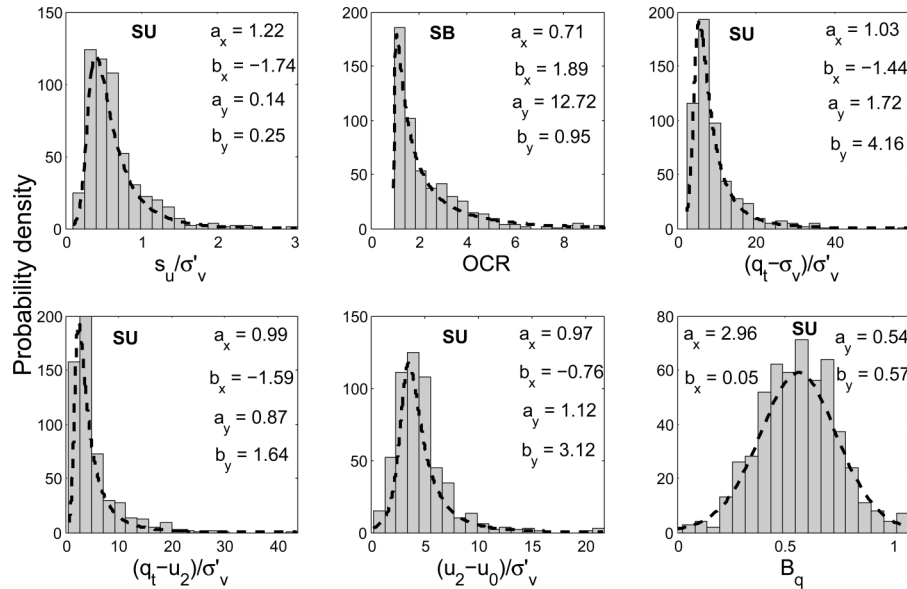 Probability density
150
100
50
0
SU
a_x = 1.22
b_x = −1.74
a_y = 0.14
b_y = 0.25
0 1 2 3
s_u/σ'_v
200
150
100
50
0
SB
a_x = 0.71
b_x = 1.89
a_y = 12.72
b_y = 0.95
0 2 4 6 8
OCR
200
150
100
50
0
SU
a_x = 1.03
b_x = −1.44
a_y = 1.72
b_y = 4.16
0 20 40
(q_t−σ_v)/σ'_v
200
150
100
50
0
SU
a_x = 0.99
b_x = −1.59
a_y = 0.87
b_y = 1.64
0 10 20 30 40
(q_t−u_2)/σ'_v
150
100
50
0
SU
a_x = 0.97
b_x = −0.76
a_y = 1.12
b_y = 3.12
0 5 10 15 20
(u_2−u_0)/σ'_v
80
60
40
20
0
SU
a_x = 2.96
b_x = 0.05
a_y = 0.54
b_y = 0.57
0 0.5 1
B_q